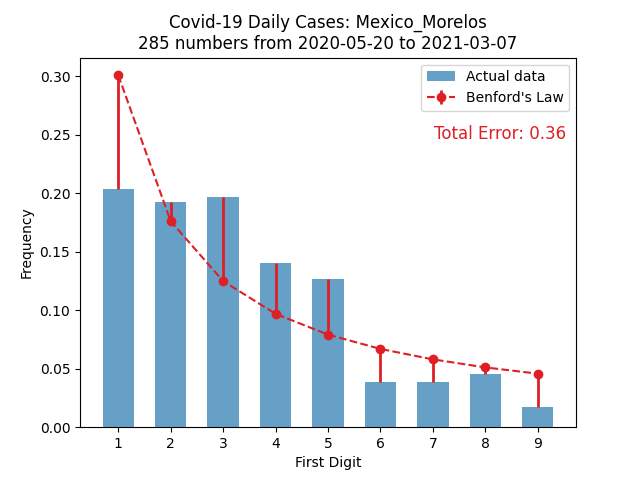 Covid-19 Daily Cases: Mexico_Morelos
285 numbers from 2020-05-20 to 2021-03-07
Actual data
Benford's Law
Total Error: 0.36
Frequency
0.30
0.25
0.20
0.15
0.10
0.05
0.00
1 2 3 4 5 6 7 8 9
First Digit